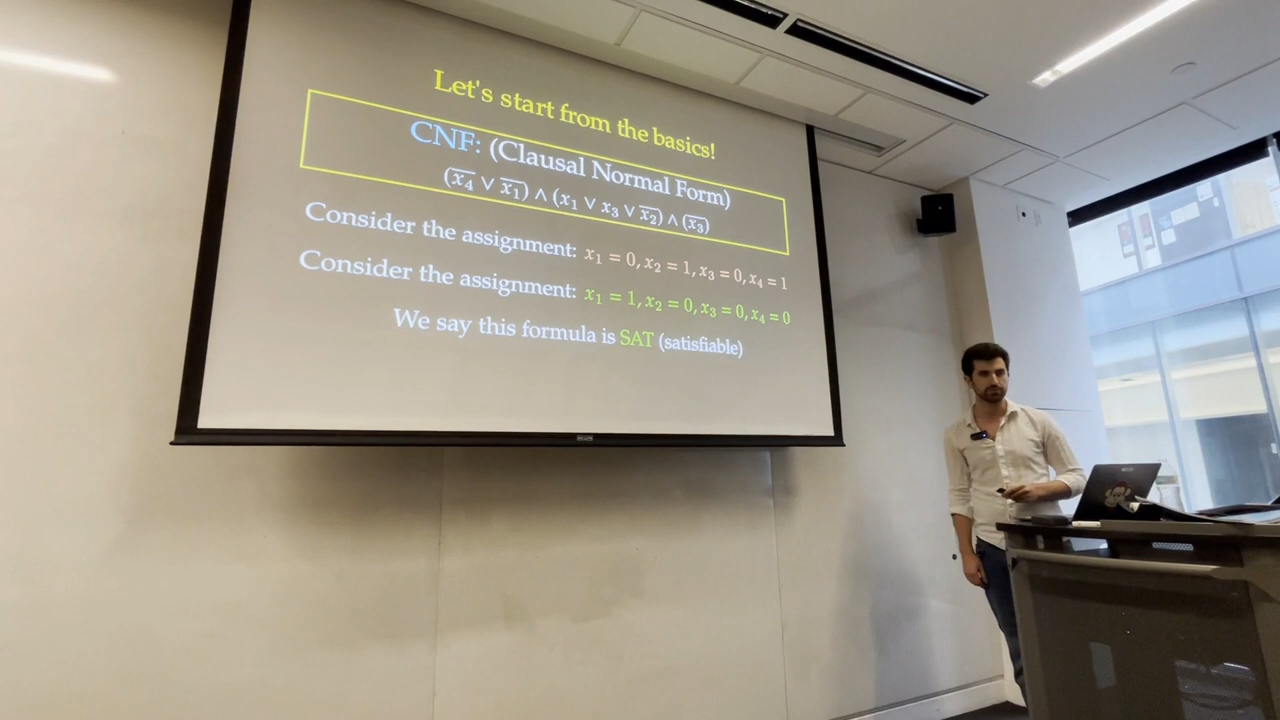 Let's start from the basics!
CNF: (Clausal Normal Form)
(x̅₄ ∨ x̅₁) ∧ (x₁ ∨ x₃ ∨ x̅₂) ∧ (x̅₃)
Consider the assignment: x₁ = 0, x₂ = 1, x₃ = 0, x₄ = 1
Consider the assignment: x₁ = 1, x₂ = 0, x₃ = 0, x₄ = 0
We say this formula is SAT (satisfiable)